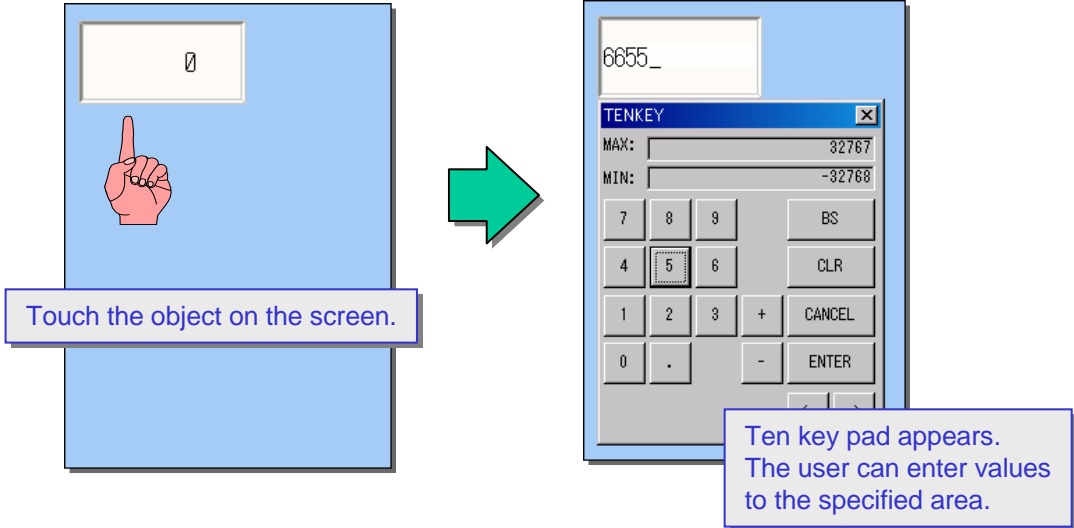 0
Touch the object on the screen.
6655_
TENKEY
MAX: 32767
MIN: -32768
7 8 9 BS
4 5 6 CLR
1 2 3 + CANCEL
0 . - ENTER
Ten key pad appears.
The user can enter values
to the specified area.